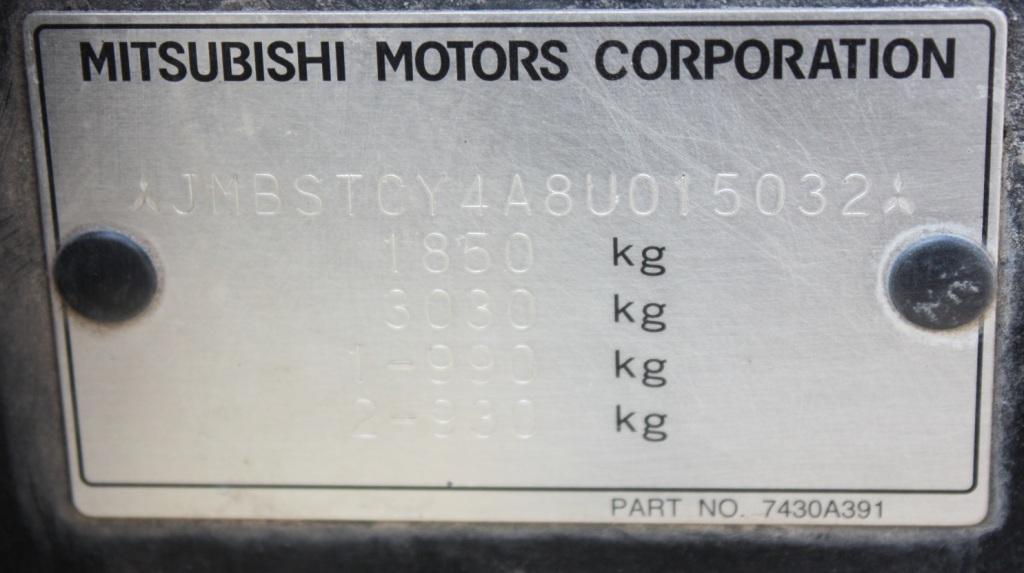 MITSUBISHI MOTORS CORPORATION
JMBSTCY4A8U015032
1850 kg
3030 kg
1-990 kg
2-930 kg
PART NO. 7430A391